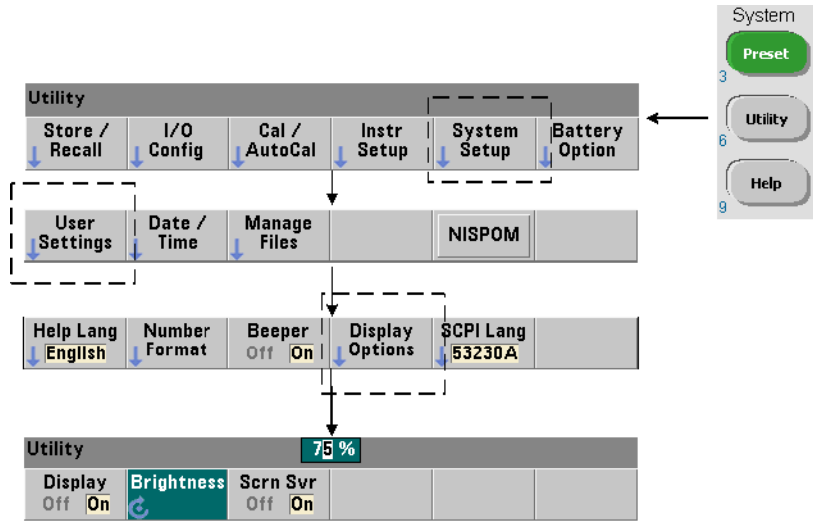 System
Preset
3
Utility
6
Help
9
Utility
Store / Recall
I/O Config
Cal / AutoCal
Instr Setup
System Setup
Battery Option
User Settings
Date / Time
Manage Files
NISPOM
Help Lang English
Number Format
Beeper Off On
Display Options
SCPI Lang 53230A
Utility
75 %
Display Off On
Brightness
Scrn Svr Off On